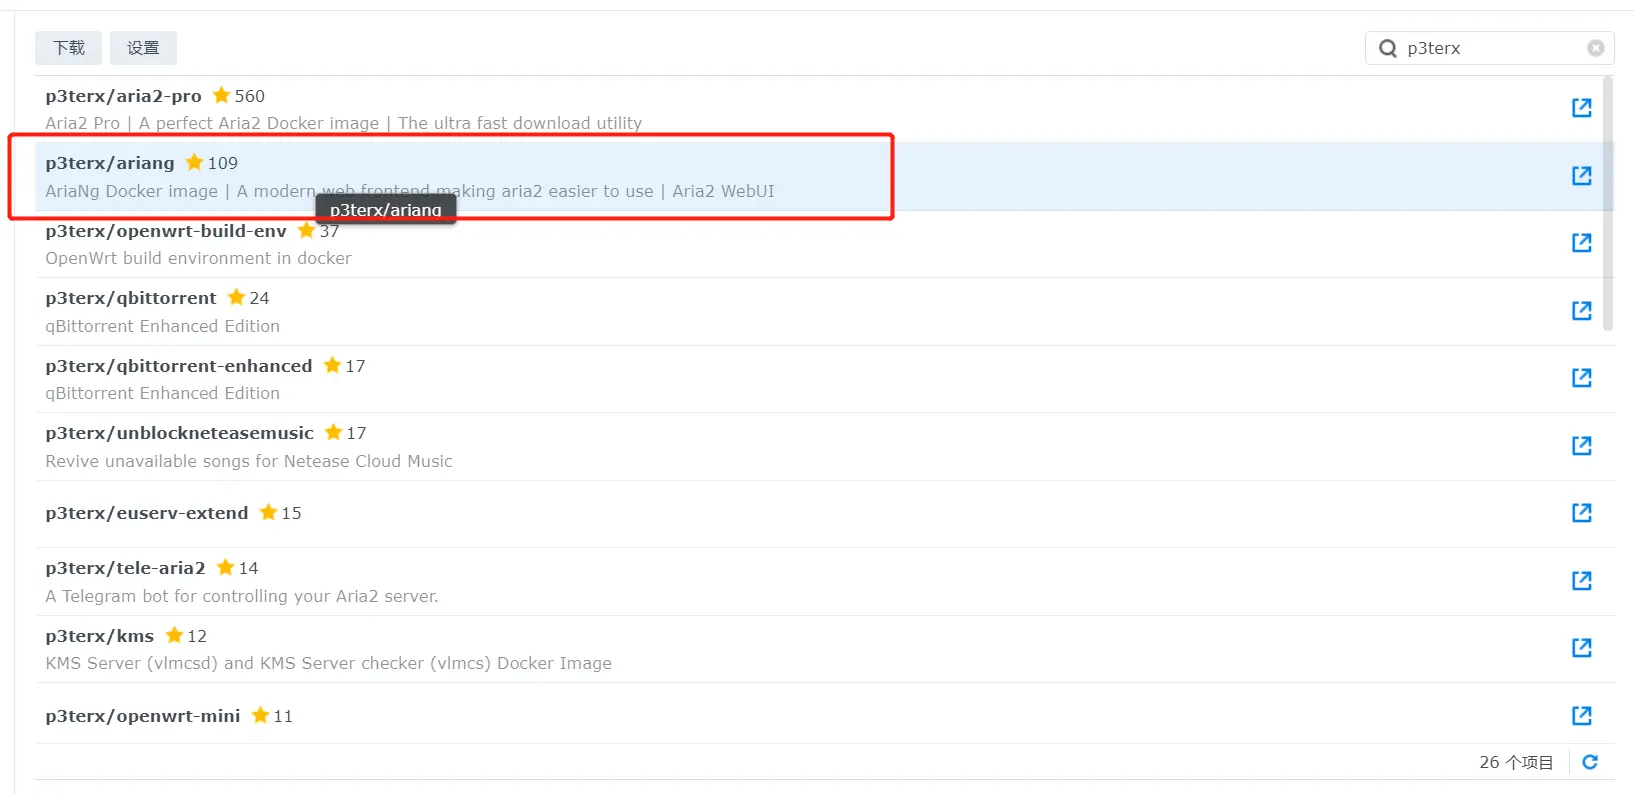 下载 设置 p3terx
p3terx/aria2-pro 560
Aria2 Pro | A perfect Aria2 Docker image | The ultra fast download utility
p3terx/ariang 109
AriaNg Docker image | A modern web frontend making aria2 easier to use | Aria2 WebUI
p3terx/ariang
p3terx/openwrt-build-env 37
OpenWrt build environment in docker
p3terx/qbittorrent 24
qBittorrent Enhanced Edition
p3terx/qbittorrent-enhanced 17
qBittorrent Enhanced Edition
p3terx/unblockneteasemusic 17
Revive unavailable songs for Netease Cloud Music
p3terx/euserv-extend 15
p3terx/tele-aria2 14
A Telegram bot for controlling your Aria2 server.
p3terx/kms 12
KMS Server (vlmcsd) and KMS Server checker (vlmcs) Docker Image
p3terx/openwrt-mini 11
26 个项目